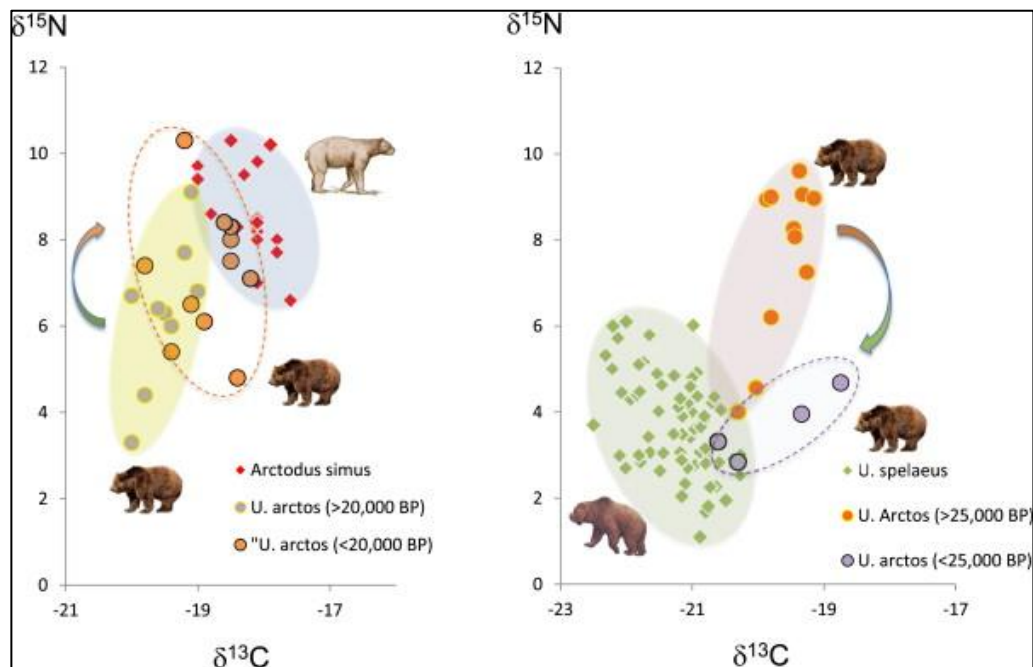 δ15N
12
10
8
6
4
2
0
-21
-19
-17
δ13C
Arctodus simus
U. arctos (>20,000 BP)
"U. arctos (<20,000 BP)
δ15N
12
10
8
6
4
2
0
-23
-21
-19
-17
δ13C
U. spelaeus
U. Arctos (>25,000 BP)
U. arctos (<25,000 BP)